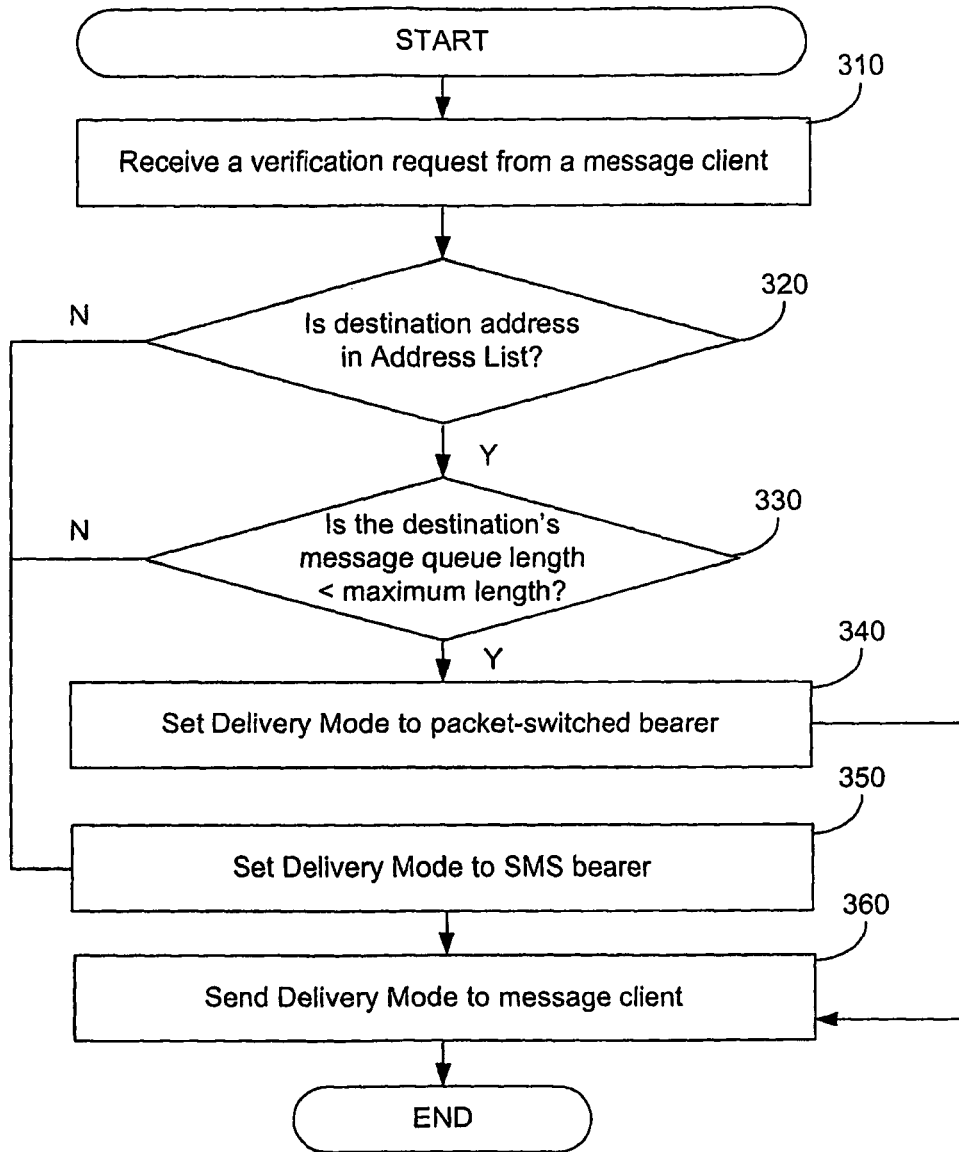 START
310
Receive a verification request from a message client
320
N
Is destination address
in Address List?
Y
330
N
Is the destination's
message queue length
< maximum length?
Y
340
Set Delivery Mode to packet-switched bearer
350
Set Delivery Mode to SMS bearer
360
Send Delivery Mode to message client
END